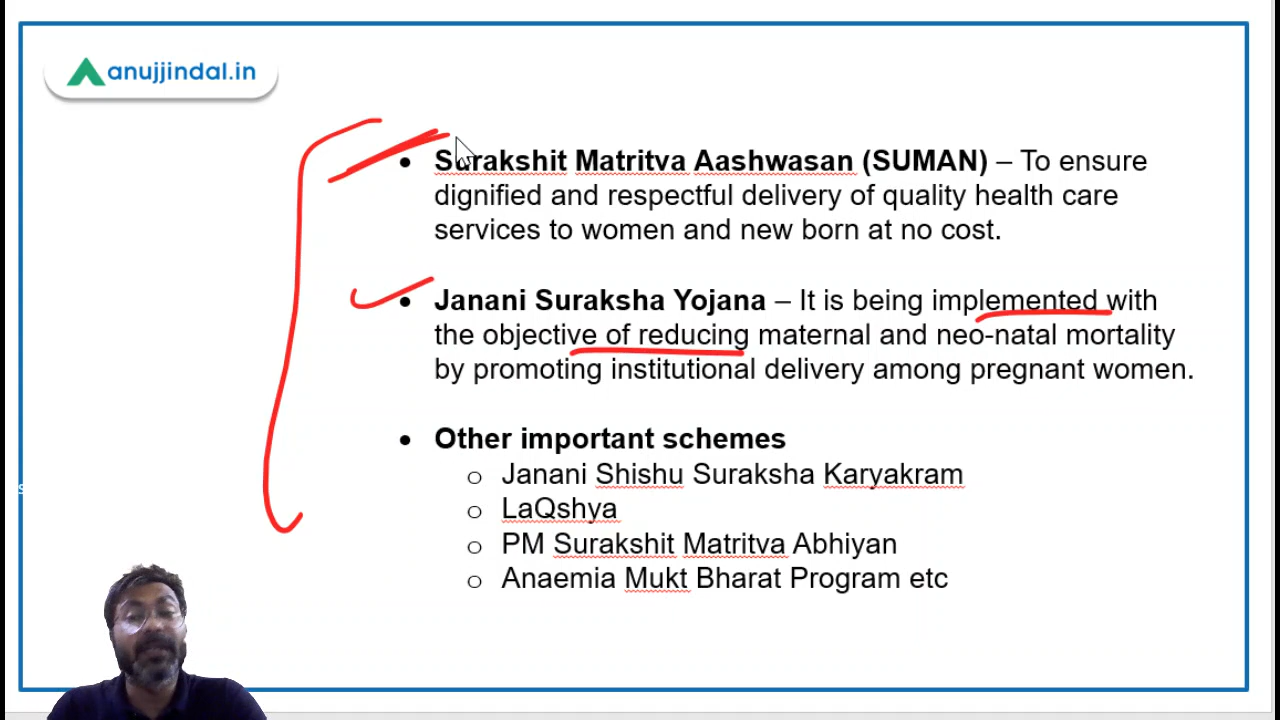 anujjindal.in
• Surakshit Matritva Aashwasan (SUMAN) – To ensure
dignified and respectful delivery of quality health care
services to women and new born at no cost.
• Janani Suraksha Yojana – It is being implemented with
the objective of reducing maternal and neo-natal mortality
by promoting institutional delivery among pregnant women.
• Other important schemes
o Janani Shishu Suraksha Karyakram
o LaQshya
o PM Surakshit Matritva Abhiyan
o Anaemia Mukt Bharat Program etc